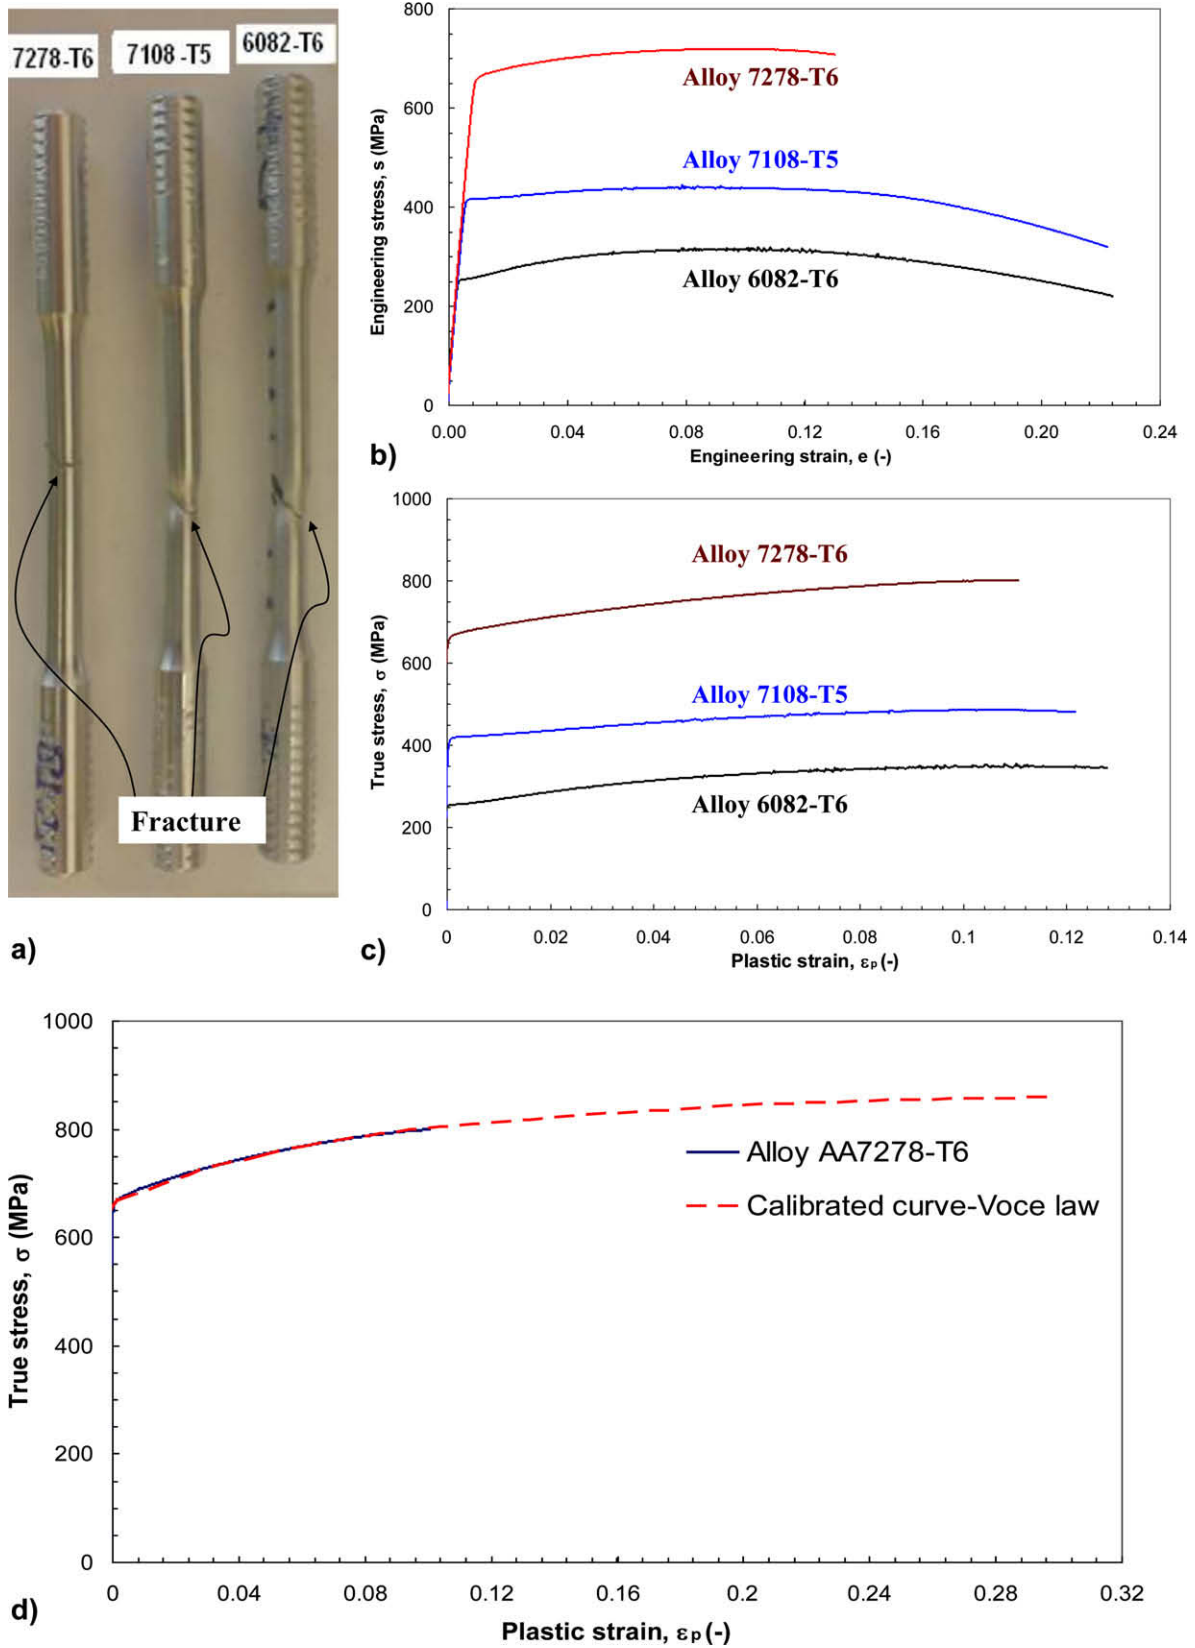 7278-T6
7108 -T5
6082-T6
Fracture
a)
800
700
600
500
400
300
200
100
0
0.00
0.04
0.08
0.12
0.16
0.20
0.24
Engineering stress, s (MPa)
Engineering strain, e (-)
Alloy 7278-T6
Alloy 7108-T5
Alloy 6082-T6
b)
1000
800
600
400
200
0
0
0.02
0.04
0.06
0.08
0.1
0.12
0.14
True stress, σ (MPa)
Plastic strain, εp (-)
Alloy 7278-T6
Alloy 7108-T5
Alloy 6082-T6
c)
1000
800
600
400
200
0
0
0.04
0.08
0.12
0.16
0.2
0.24
0.28
0.32
True stress, σ (MPa)
Plastic strain, εp (-)
Alloy AA7278-T6
Calibrated curve-Voce law
d)